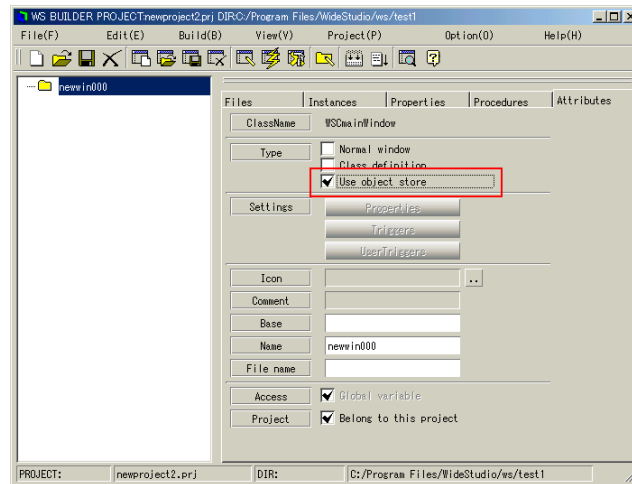 WS BUILDER PROJECT:newproject2.prj DIR:C:/Program Files/WideStudio/ws/test1
File(F) Edit(E) Build(B) View(V) Project(P) Option(O) Help(H)
newwin000
Files Instances Properties Procedures Attributes
ClassName WSCmainWindow
Type Normal window
Class definition
Use object store
Settings Properties
Triggers
UserTriggers
Icon ..
Comment
Base
Name newwin000
File name
Access Global variable
Project Belong to this project
PROJECT: newproject2.prj DIR: C:/Program Files/WideStudio/ws/test1